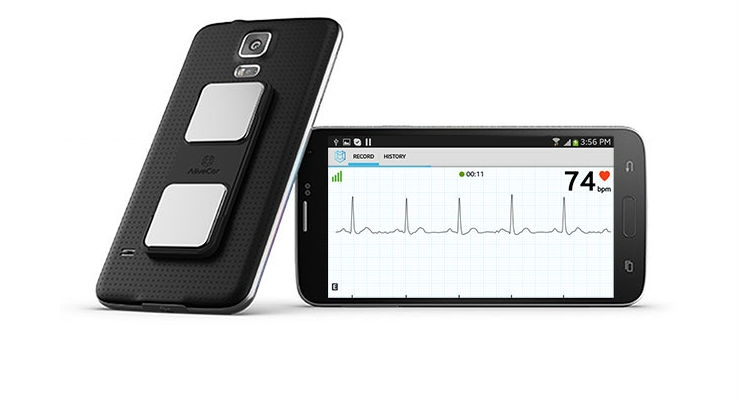 AliveCor
3:56 PM
RECORD HISTORY
00:11
74 bpm
E